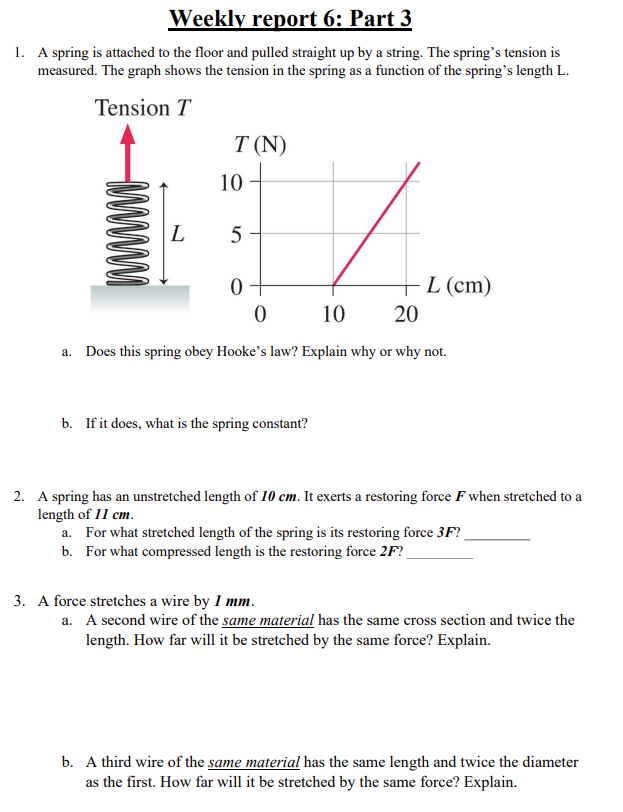 Weekly report 6: Part 3
1. A spring is attached to the floor and pulled straight up by a string. The spring’s tension is
measured. The graph shows the tension in the spring as a function of the spring’s length L.
Tension T
T (N)
10
L
5
0
L (cm)
0 10 20
a. Does this spring obey Hooke’s law? Explain why or why not.
b. If it does, what is the spring constant?
2. A spring has an unstretched length of 10 cm. It exerts a restoring force F when stretched to a
length of 11 cm.
a. For what stretched length of the spring is its restoring force 3F? ________
b. For what compressed length is the restoring force 2F? ________
3. A force stretches a wire by 1 mm.
a. A second wire of the same material has the same cross section and twice the
length. How far will it be stretched by the same force? Explain.
b. A third wire of the same material has the same length and twice the diameter
as the first. How far will it be stretched by the same force? Explain.